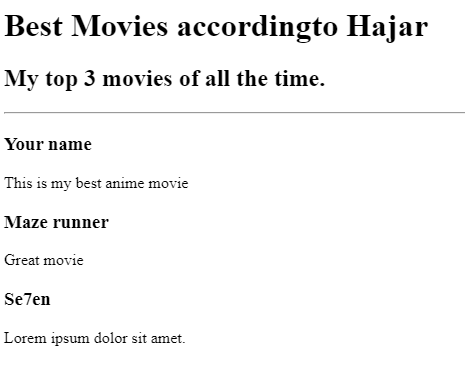 Best Movies accordingto Hajar
My top 3 movies of all the time.
Your name
This is my best anime movie
Maze runner
Great movie
Se7en
Lorem ipsum dolor sit amet.